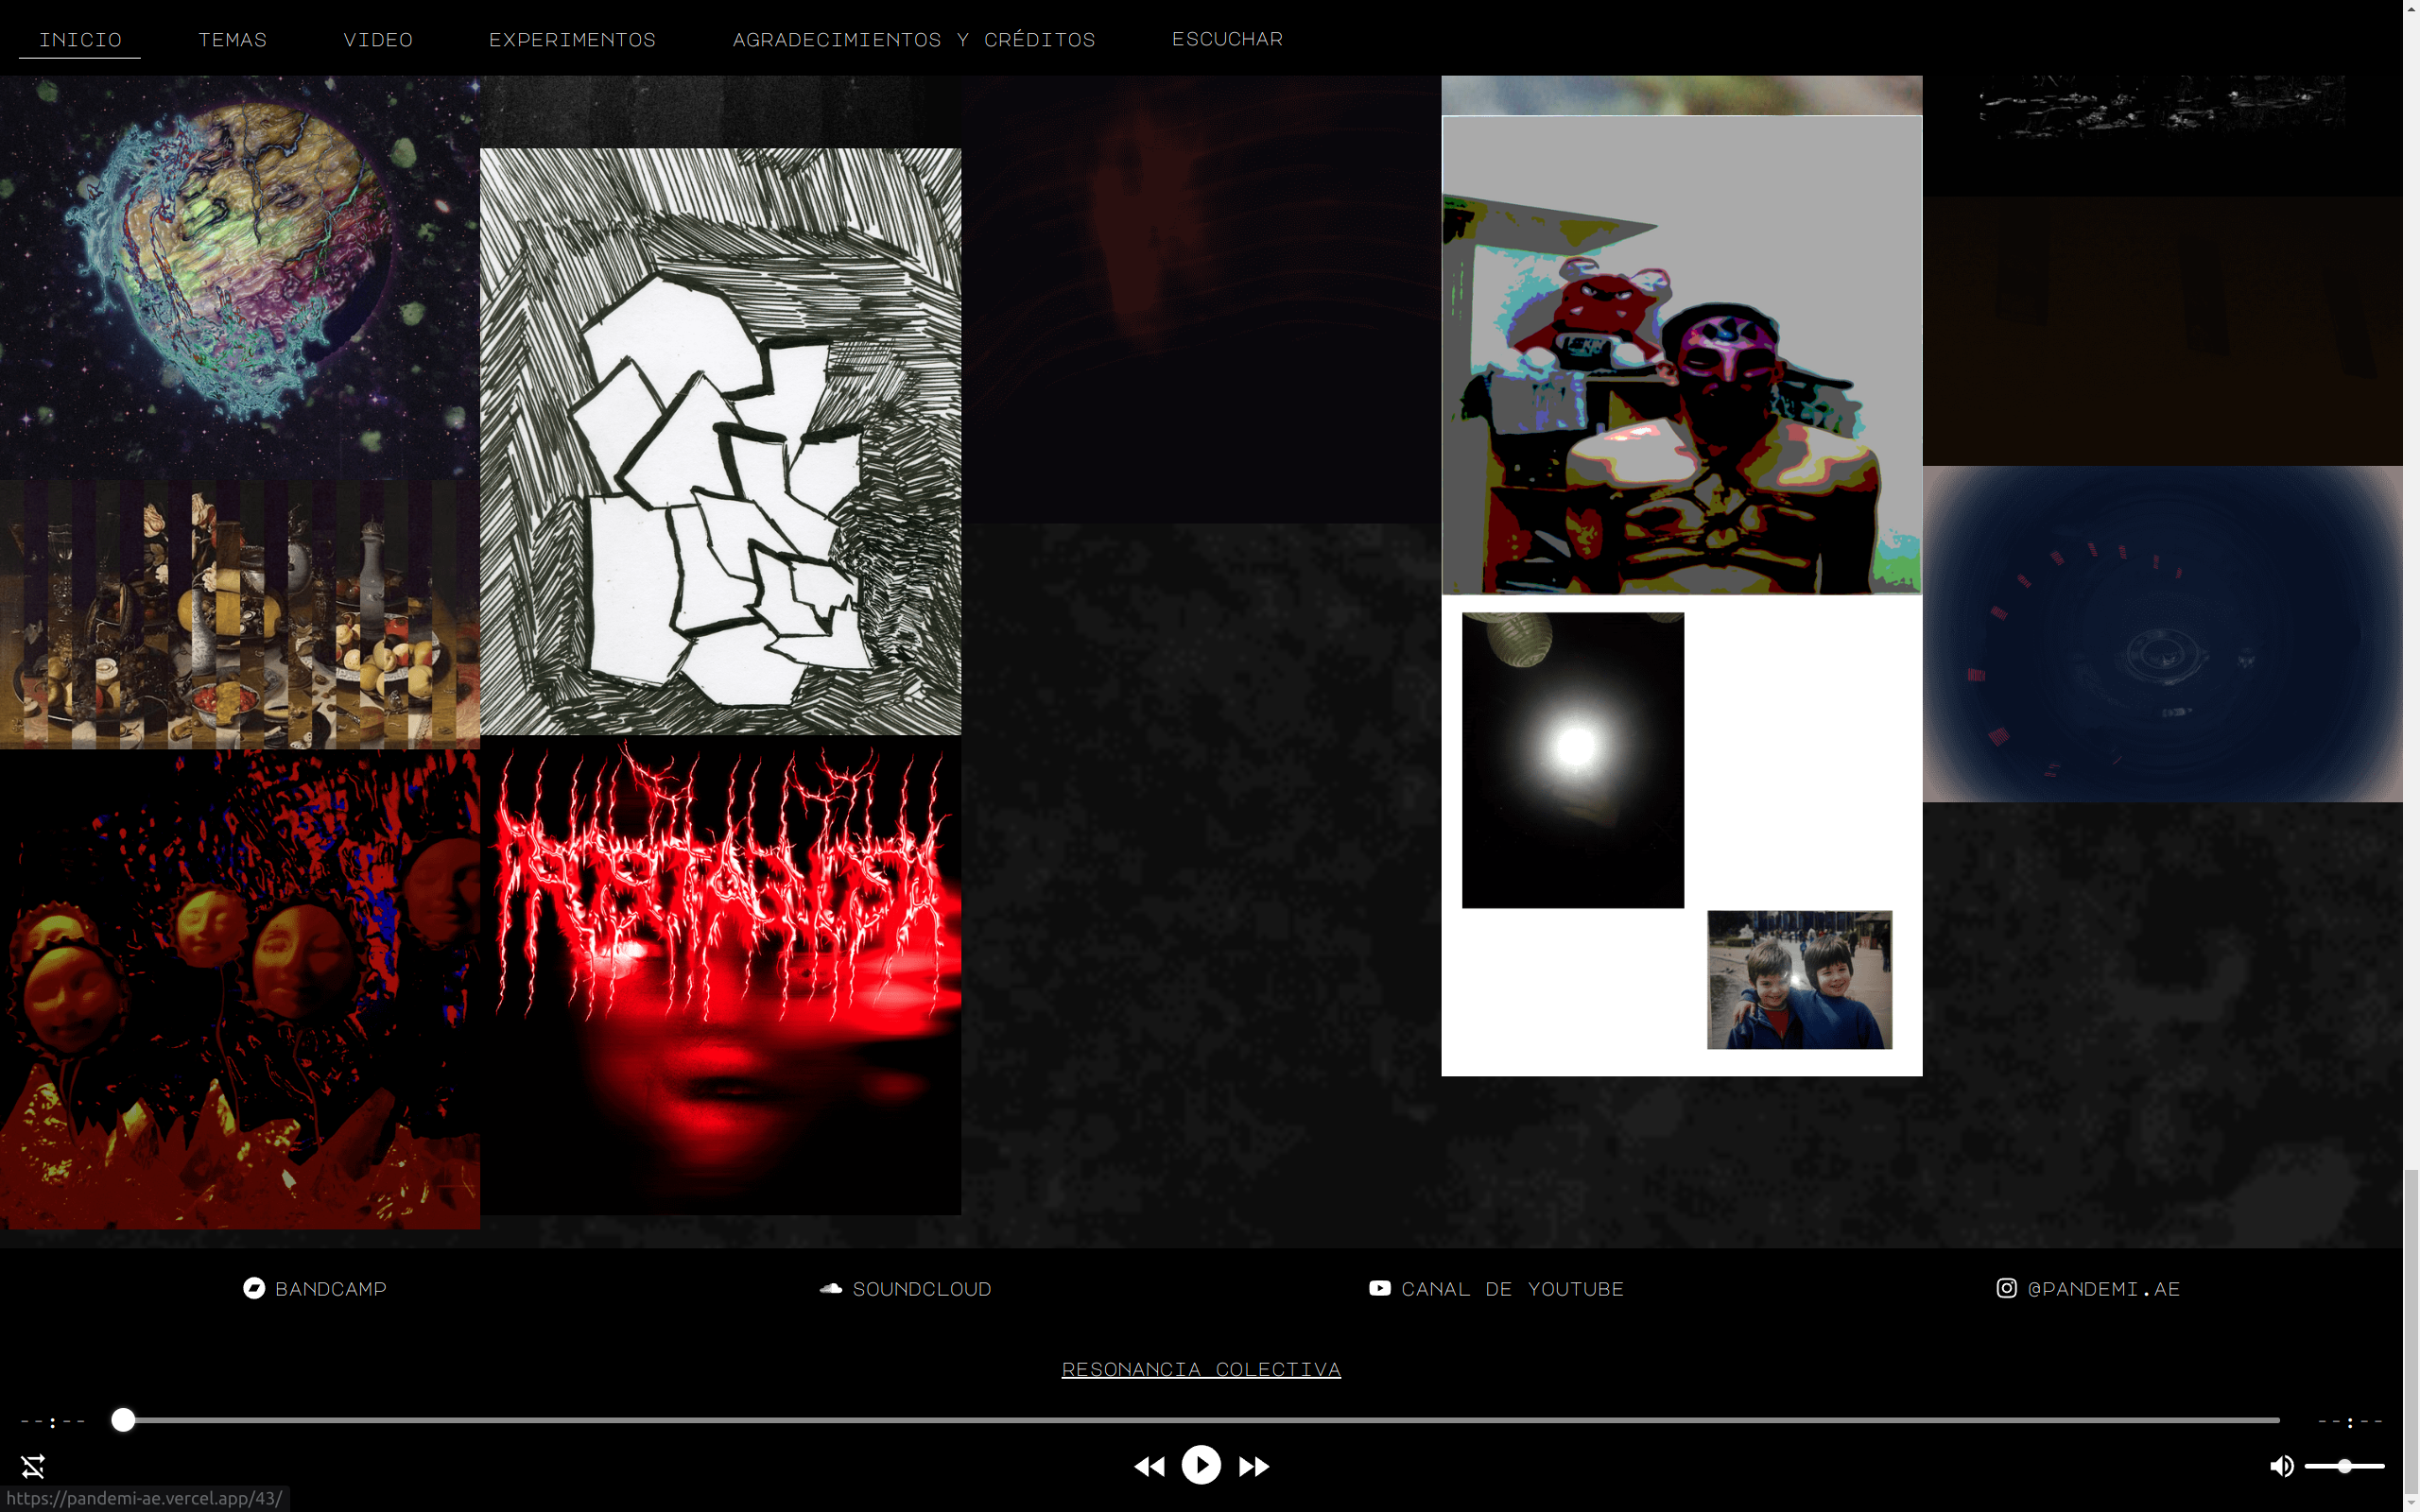 INICIO TEMAS VIDEO EXPERIMENTOS AGRADECIMIENTOS Y CRÉDITOS ESCUCHAR
BANDCAMP SOUNDCLOUD CANAL DE YOUTUBE @PANDEMI.AE
RESONANCIA COLECTIVA
--:-- --:--
https://pandemi-ae.vercel.app/43/